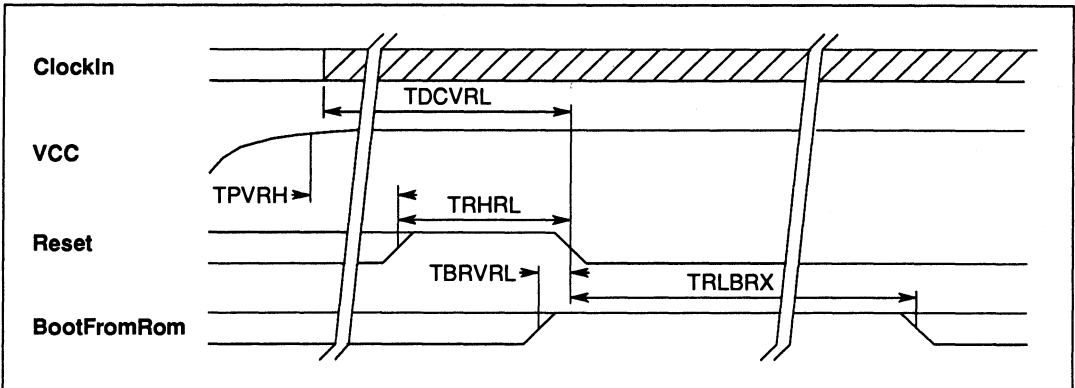 ClockIn
TDCVRL
VCC
TPVRH
TRHRL
Reset
TBRVRL
TRLBRX
BootFromRom